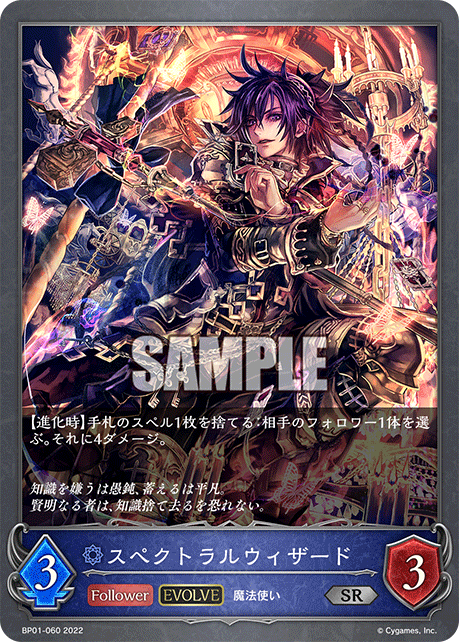 SAMPLE
【進化時】手札のスペル1枚を捨てる：相手のフォロワー1体を選
ぶ。それに4ダメージ。
知識を嫌うは愚鈍、蓄えるは平凡。
賢明なる者は、知識捨て去るを恐れない。
スペクトラルウィザード
3
3
Follower EVOLVE 魔法使い SR
BP01-060 2022 © Cygames, Inc.